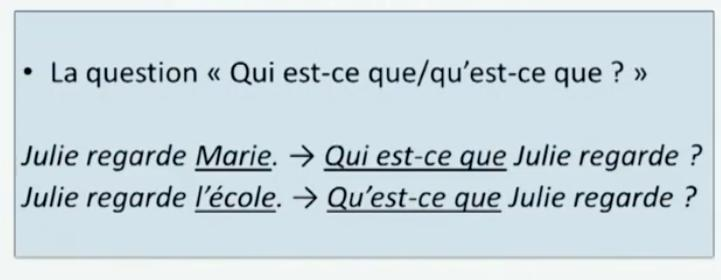 • La question « Qui est-ce que/qu’est-ce que ? »
Julie regarde Marie. → Qui est-ce que Julie regarde ?
Julie regarde l’école. → Qu’est-ce que Julie regarde ?